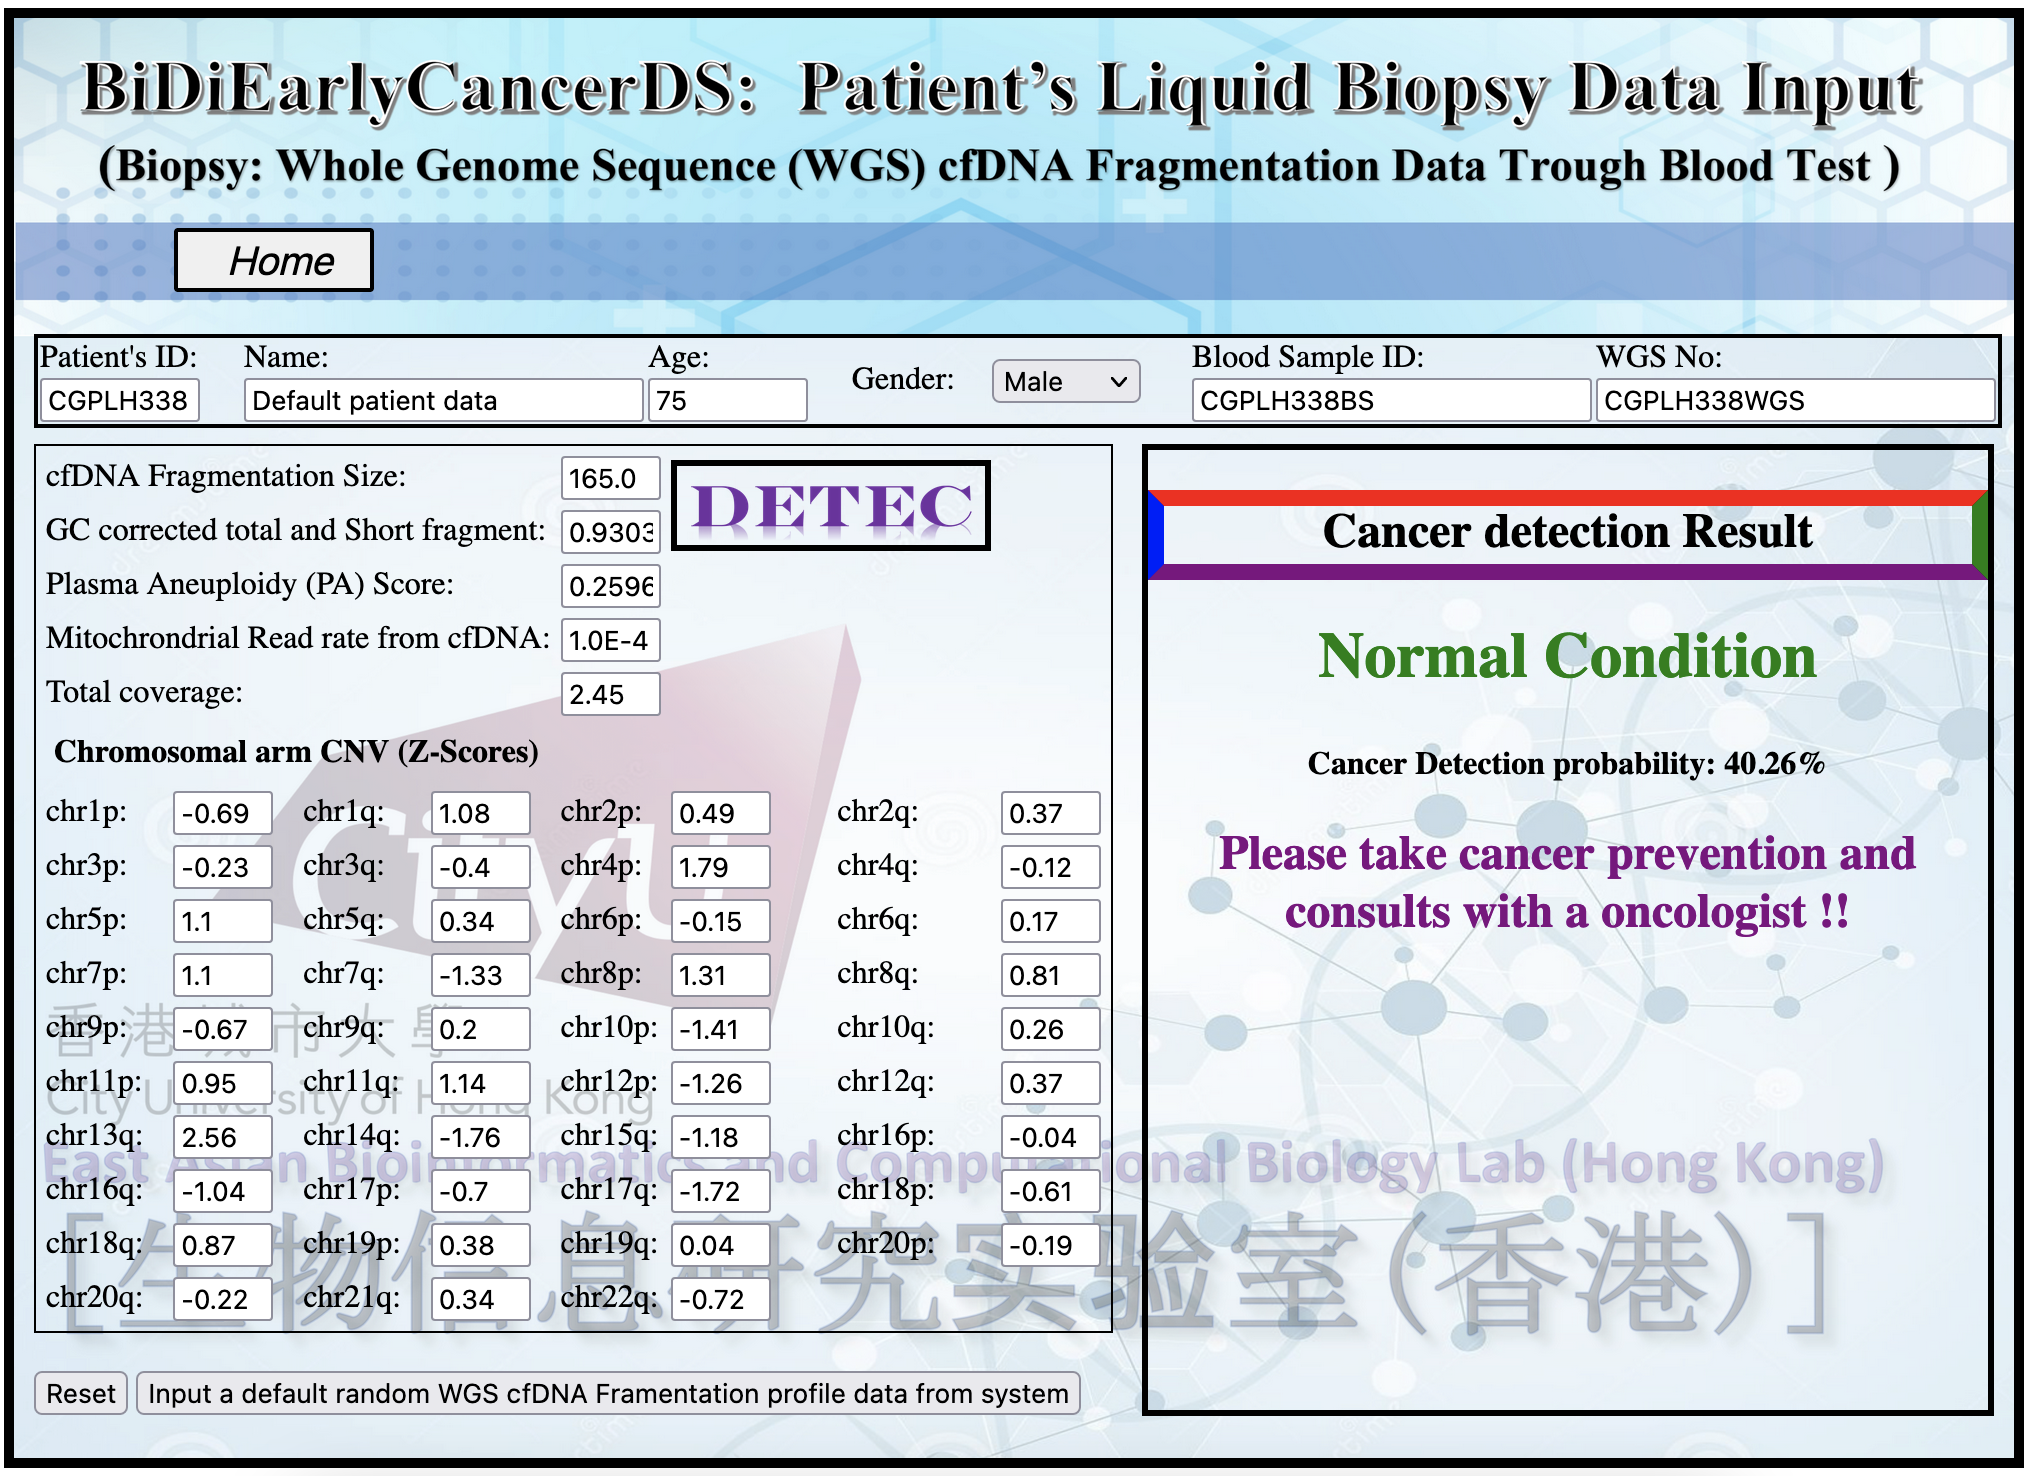 BiDiEarlyCancerDS: Patient’s Liquid Biopsy Data Input
(Biopsy: Whole Genome Sequence (WGS) cfDNA Fragmentation Data Trough Blood Test )
Home
Patient's ID: Name: Age: Gender: Male Blood Sample ID: WGS No:
CGPLH338 Default patient data 75 CGPLH338BS CGPLH338WGS
cfDNA Fragmentation Size: 165.0
DETEC
GC corrected total and Short fragment: 0.9303
Plasma Aneuploidy (PA) Score: 0.2596
Mitochrondrial Read rate from cfDNA: 1.0E-4
Total coverage: 2.45
Chromosomal arm CNV (Z-Scores)
chr1p: -0.69 chr1q: 1.08 chr2p: 0.49 chr2q: 0.37
chr3p: -0.23 chr3q: -0.4 chr4p: 1.79 chr4q: -0.12
chr5p: 1.1 chr5q: 0.34 chr6p: -0.15 chr6q: 0.17
chr7p: 1.1 chr7q: -1.33 chr8p: 1.31 chr8q: 0.81
chr9p: -0.67 chr9q: 0.2 chr10p: -1.41 chr10q: 0.26
chr11p: 0.95 chr11q: 1.14 chr12p: -1.26 chr12q: 0.37
chr13q: 2.56 chr14q: -1.76 chr15q: -1.18 chr16p: -0.04
chr16q: -1.04 chr17p: -0.7 chr17q: -1.72 chr18p: -0.61
chr18q: 0.87 chr19p: 0.38 chr19q: 0.04 chr20p: -0.19
chr20q: -0.22 chr21q: 0.34 chr22q: -0.72
Reset Input a default random WGS cfDNA Framentation profile data from system
Cancer detection Result
Normal Condition
Cancer Detection probability: 40.26%
Please take cancer prevention and
consults with a oncologist !!
CityU
香港城市大學
City University of Hong Kong
East Asian Bioinformatics and Computational Biology Lab (Hong Kong)
[生物信息研究实验室(香港)]